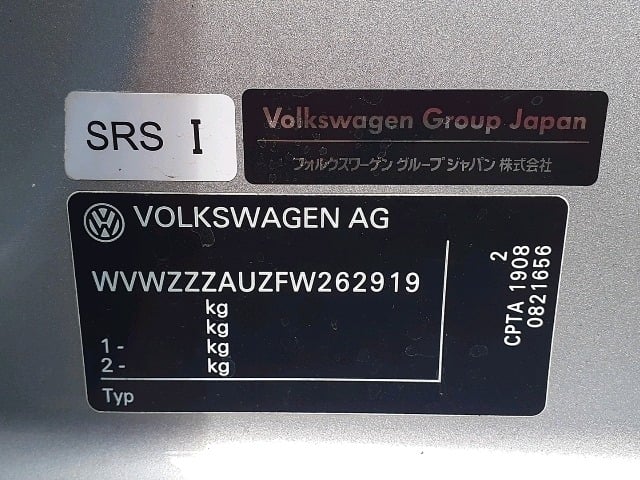 SRS I
Volkswagen Group Japan
フォルクスワーゲン グループ ジャパン 株式会社
VOLKSWAGEN AG
WVWZZZAUZFW262919
kg
kg
1 - kg
2 - kg
Typ
2
CPTA 1908
0821656